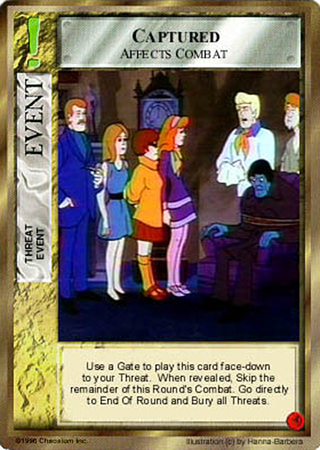 CAPTURED
AFFECTS COMBAT
EVENT
THREAT
EVENT
Use a Gate to play this card face-down
to your Threat. When revealed, Skip the
remainder of this Round's Combat. Go directly
to End Of Round and Bury all Threats.
©1996 Chaosium Inc.
Illustration (c) by Hanna-Barbera